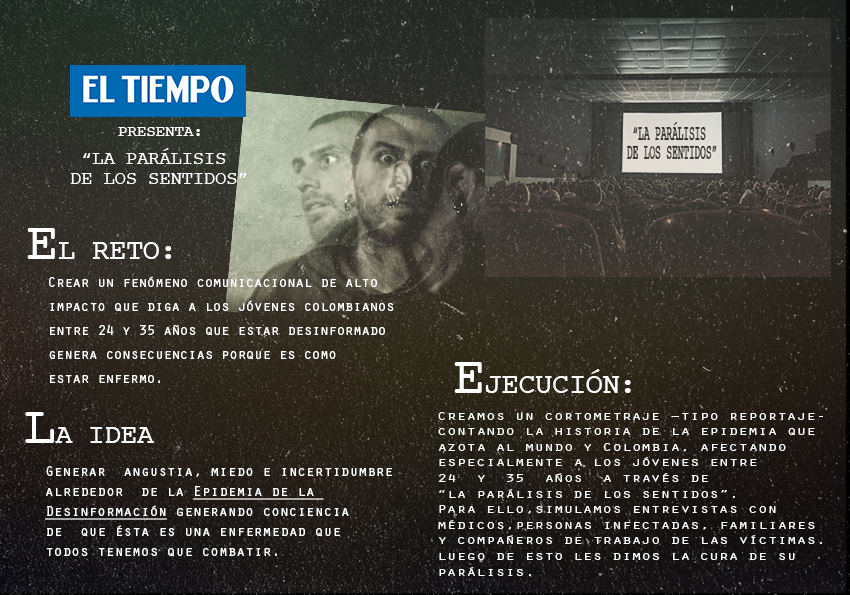 EL TIEMPO
PRESENTA:
“LA PARÁLISIS
DE LOS SENTIDOS”
“LA PARÁLISIS
DE LOS SENTIDOS”
EL RETO:
CREAR UN FENÓMENO COMUNICACIONAL DE ALTO
IMPACTO QUE DIGA A LOS JÓVENES COLOMBIANOS
ENTRE 24 Y 35 AÑOS QUE ESTAR DESINFORMADO
GENERA CONSECUENCIAS PORQUE ES COMO
ESTAR ENFERMO.
LA IDEA
GENERAR ANGUSTIA, MIEDO E INCERTIDUMBRE
ALREDEDOR DE LA EPIDEMIA DE LA
DESINFORMACIÓN GENERANDO CONCIENCIA
DE QUE ÉSTA ES UNA ENFERMEDAD QUE
TODOS TENEMOS QUE COMBATIR.
EJECUCIÓN:
CREAMOS UN CORTOMETRAJE –TIPO REPORTAJE-
CONTANDO LA HISTORIA DE LA EPIDEMIA QUE
AZOTA AL MUNDO Y COLOMBIA, AFECTANDO
ESPECIALMENTE A LOS JÓVENES ENTRE
24 Y 35 AÑOS A TRAVÉS DE
“LA PARÁLISIS DE LOS SENTIDOS”.
PARA ELLO,SIMULAMOS ENTREVISTAS CON
MÉDICOS,PERSONAS INFECTADAS, FAMILIARES
Y COMPAÑEROS DE TRABAJO DE LAS VÍCTIMAS.
LUEGO DE ESTO LES DIMOS LA CURA DE SU
PARÁLISIS.